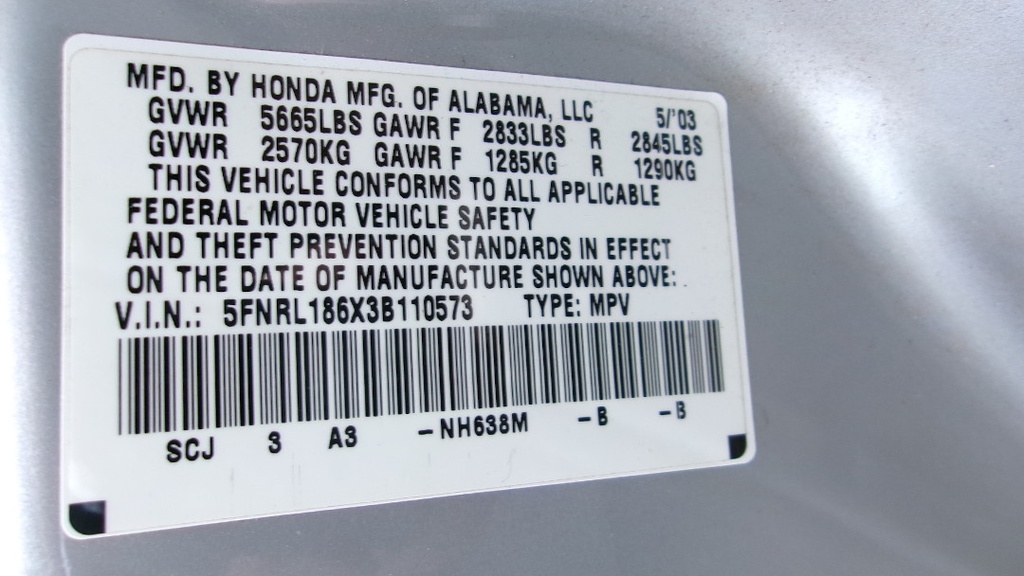 MFD. BY HONDA MFG. OF ALABAMA, LLC 5/'03
GVWR 5665LBS GAWR F 2833LBS R 2845LBS
GVWR 2570KG GAWR F 1285KG R 1290KG
THIS VEHICLE CONFORMS TO ALL APPLICABLE
FEDERAL MOTOR VEHICLE SAFETY
AND THEFT PREVENTION STANDARDS IN EFFECT
ON THE DATE OF MANUFACTURE SHOWN ABOVE:
V.I.N.: 5FNRL186X3B110573 TYPE: MPV
SCJ 3 A3 -NH638M -B -B